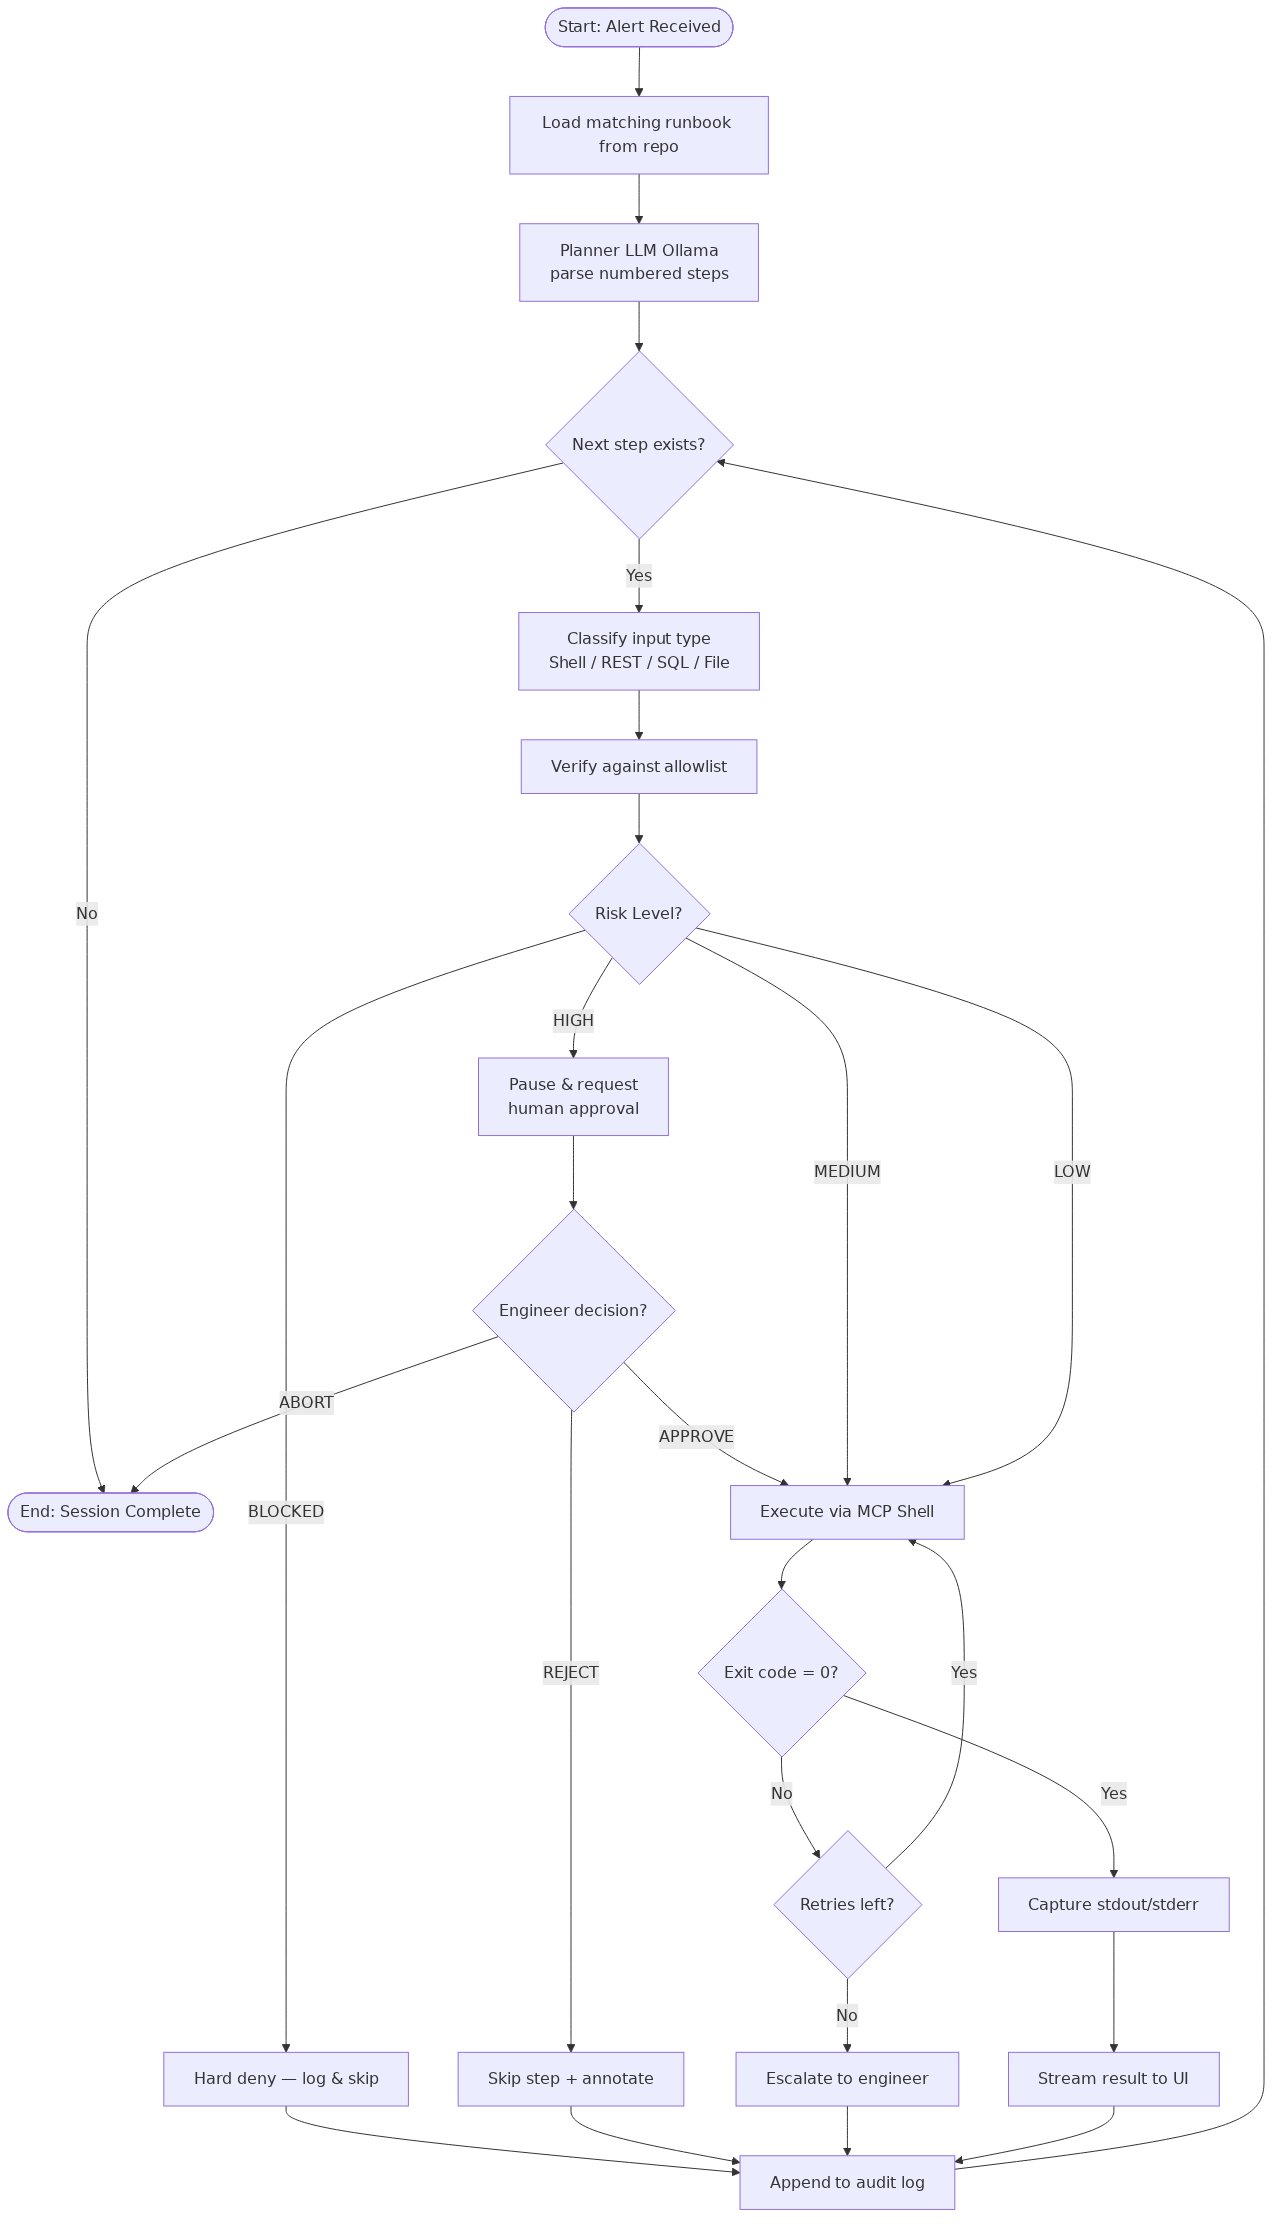 Start: Alert Received
Load matching runbook
from repo
Planner LLM Ollama
parse numbered steps
Next step exists?
Yes
Classify input type
Shell / REST / SQL / File
Verify against allowlist
No
Risk Level?
HIGH
Pause & request
human approval
MEDIUM
LOW
Engineer decision?
ABORT
APPROVE
End: Session Complete
BLOCKED
Execute via MCP Shell
REJECT
Exit code = 0?
Yes
No
Yes
Retries left?
Capture stdout/stderr
No
Hard deny — log & skip
Skip step + annotate
Escalate to engineer
Stream result to UI
Append to audit log